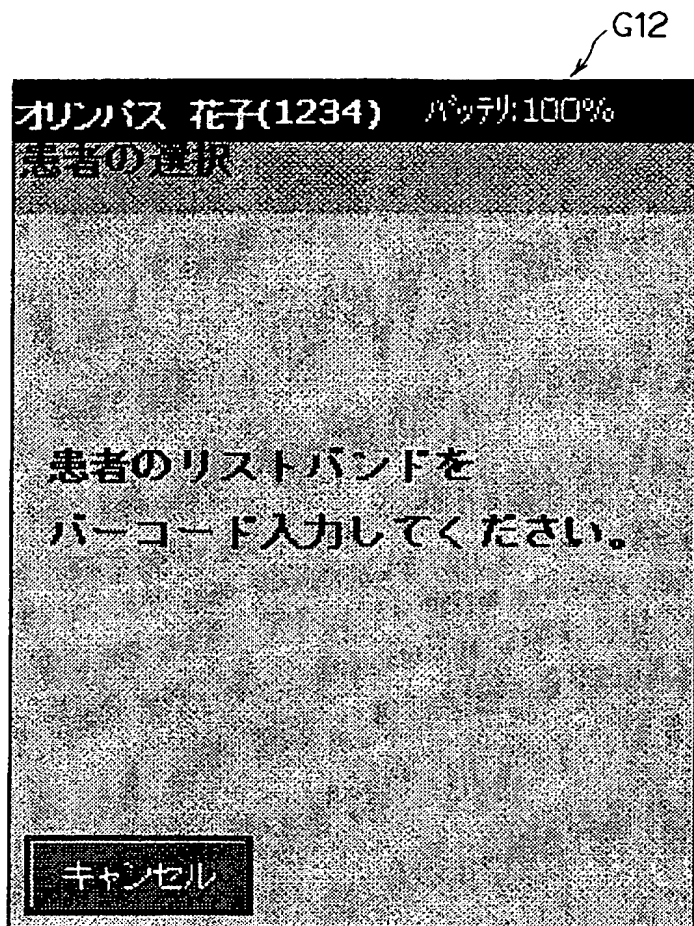 G12
オリンパス 花子(1234) バッテリ:100%
患者の選択
患者のリストバンドを
バーコード入力してください。
キャンセル